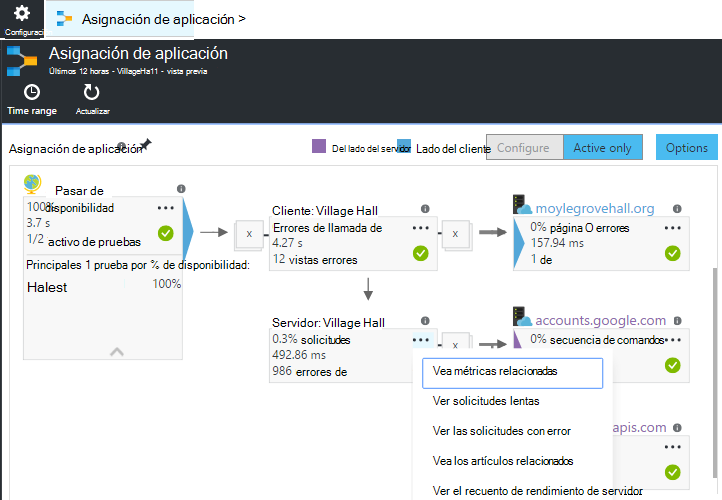 Configurac
Asignación de aplicación >
Asignación de aplicación
Últimos 12 horas - VillageHa11 - vista previa
Time range
Actualizar
Asignación de aplicación
Del lado del servidor
Lado del cliente
Configure
Active only
Options
Pasar de
100% disponibilidad
3.7 s
1/2 activo de pruebas
Principales 1 prueba por % de disponibilidad:
Halest
100%
x
Cliente: Village Hall
Errores de llamada de
4.27 s
12 vistas errores
x
moylegrovehall.org
0% página O errores
157.94 ms
1 de
Servidor: Village Hall
0.3% solicitudes
492.86 ms
986 errores de
x
accounts.google.com
0% secuencia de comandos
Vea métricas relacionadas
Ver solicitudes lentas
Ver las solicitudes con error
Vea los artículos relacionados
Ver el recuento de rendimiento de servidor.
apis.com